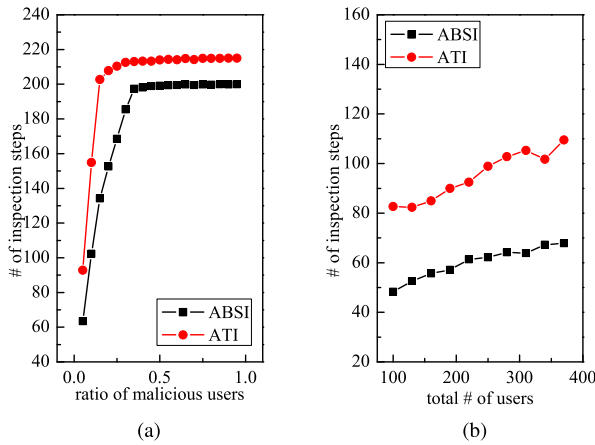 240
220
200
180
160
140
120
100
80
60
40
# of inspection steps
ABSI
ATI
0.0
0.5
1.0
ratio of malicious users
(a)
160
140
120
100
80
60
40
20
# of inspection steps
ABSI
ATI
100
200
300
400
total # of users
(b)